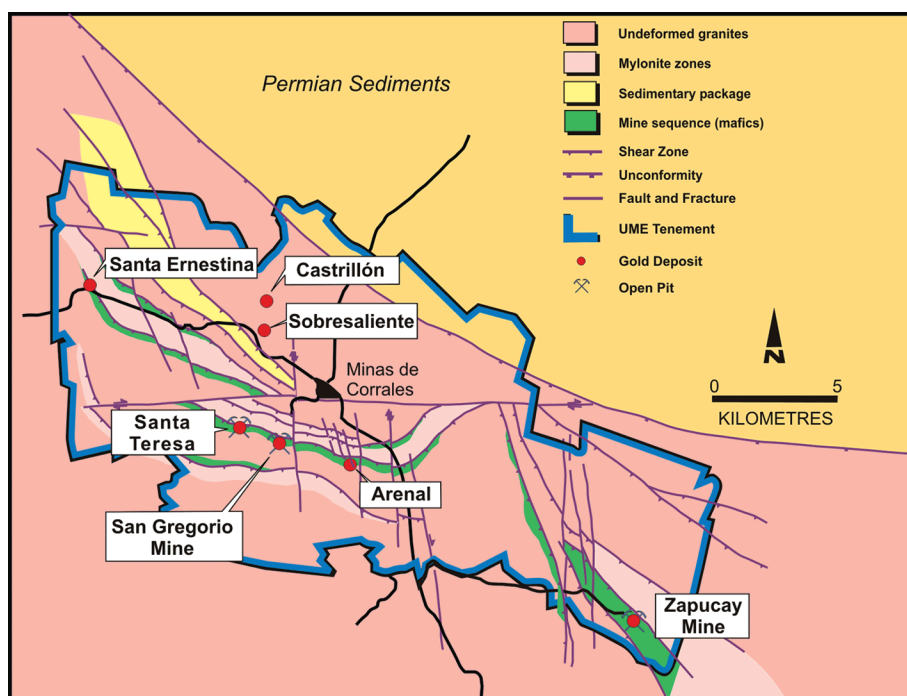 Permian Sediments
Undeformed granites
Mylonite zones
Sedimentary package
Mine sequence (mafics)
Shear Zone
Unconformity
Fault and Fracture
UME Tenement
Gold Deposit
Open Pit
Santa Ernestina
Castrillón
Sobresaliente
Minas de
Corrales
N
0 5
KILOMETRES
Santa
Teresa
Arenal
San Gregorio
Mine
Zapucay
Mine